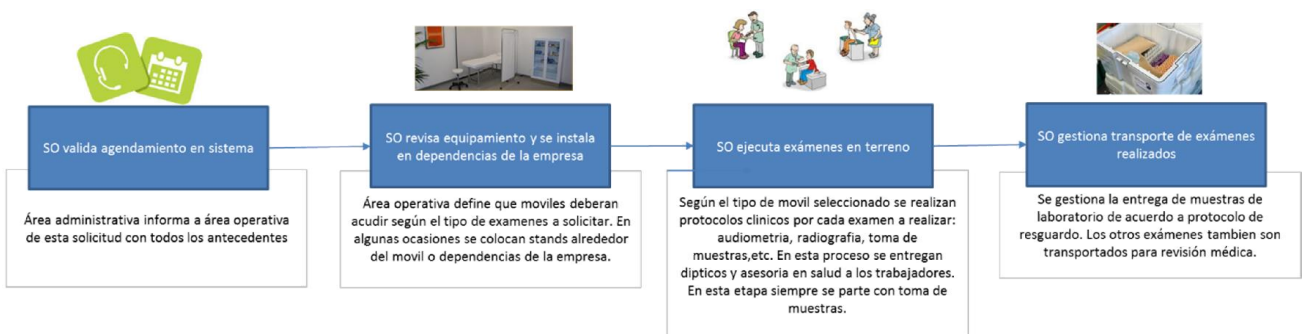 SO valida agendamiento en sistema
Área administrativa informa a área operativa
de esta solicitud con todos los antecedentes
SO revisa equipamiento y se instala
en dependencias de la empresa
Área operativa define que moviles deberan
acudir según el tipo de examenes a solicitar. En
algunas ocasiones se colocan stands alrededor
del movil o dependencias de la empresa.
SO ejecuta exámenes en terreno
Según el tipo de movil seleccionado se realizan
protocolos clinicos por cada examen a realizar:
audiometria, radiografia, toma de
muestras,etc. En esta proceso se entregan
dipticos y asesoria en salud a los trabajadores.
En esta etapa siempre se parte con toma de
muestras.
SO gestiona transporte de exámenes
realizados
Se gestiona la entrega de muestras de
laboratorio de acuerdo a protocolo de
resguardo. Los otros exámenes tambien son
transportados para revisión médica.